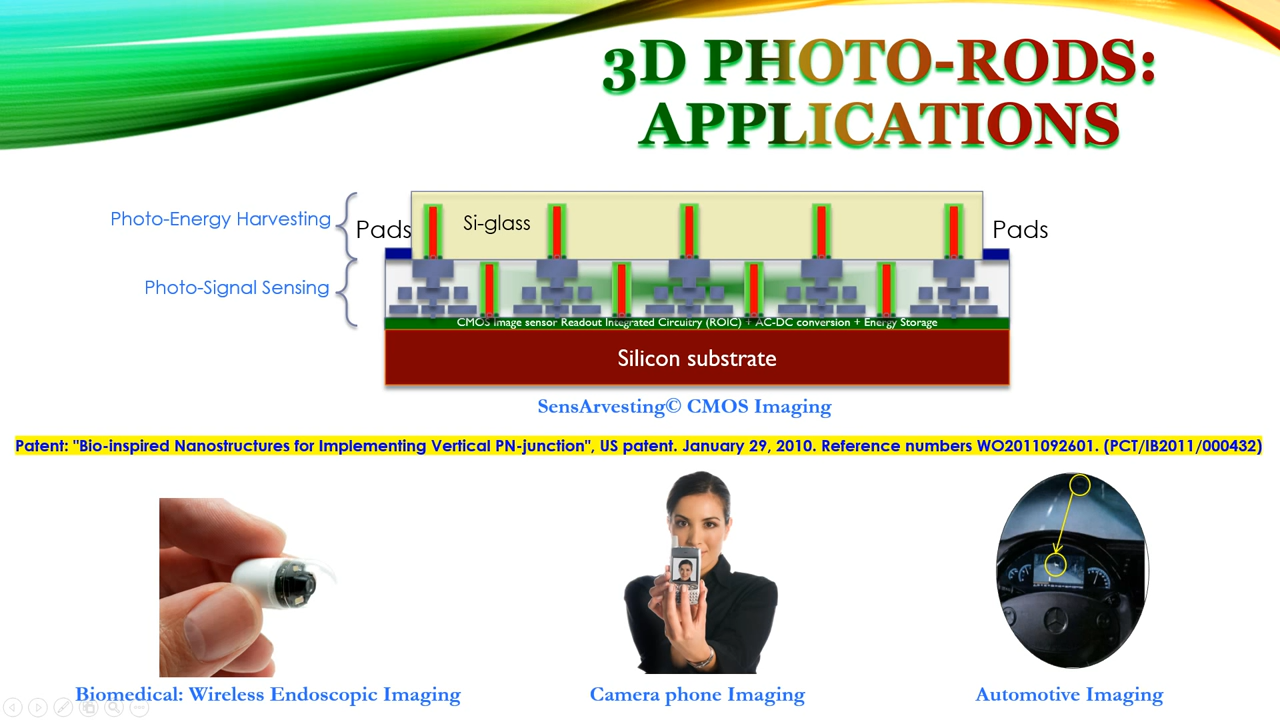 3D PHOTO-RODS:
APPLICATIONS
Photo-Energy Harvesting
Pads
Si-glass
Pads
Photo-Signal Sensing
CMOS Image sensor Readout Integrated Circuitry (ROIC) + AC-DC conversion + Energy Storage
Silicon substrate
SensArvesting© CMOS Imaging
Patent: "Bio-inspired Nanostructures for Implementing Vertical PN-junction", US patent. January 29, 2010. Reference numbers WO2011092601. (PCT/IB2011/000432)
Biomedical: Wireless Endoscopic Imaging
Camera phone Imaging
Automotive Imaging